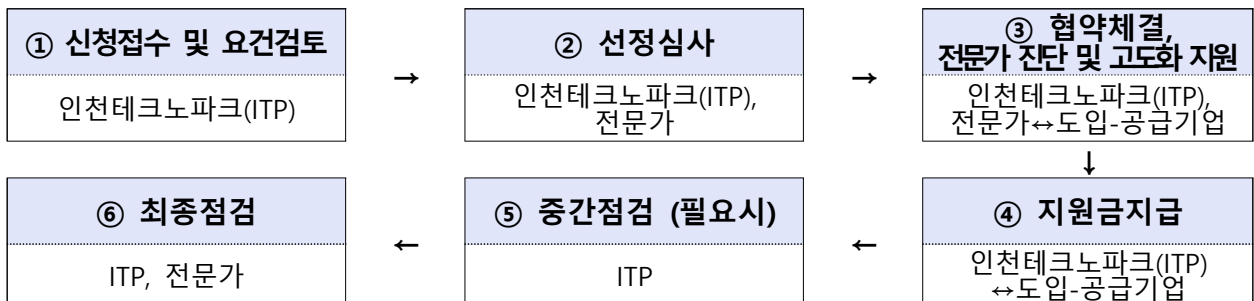 ① 신청접수 및 요건검토
인천테크노파크(ITP)
→
② 선정심사
인천테크노파크(ITP),
전문가
→
③ 협약체결,
전문가 진단 및 고도화 지원
인천테크노파크(ITP),
전문가↔도입-공급기업
↓
④ 지원금지급
인천테크노파크(ITP)
↔도입-공급기업
←
⑤ 중간점검 (필요시)
ITP
←
⑥ 최종점검
ITP, 전문가